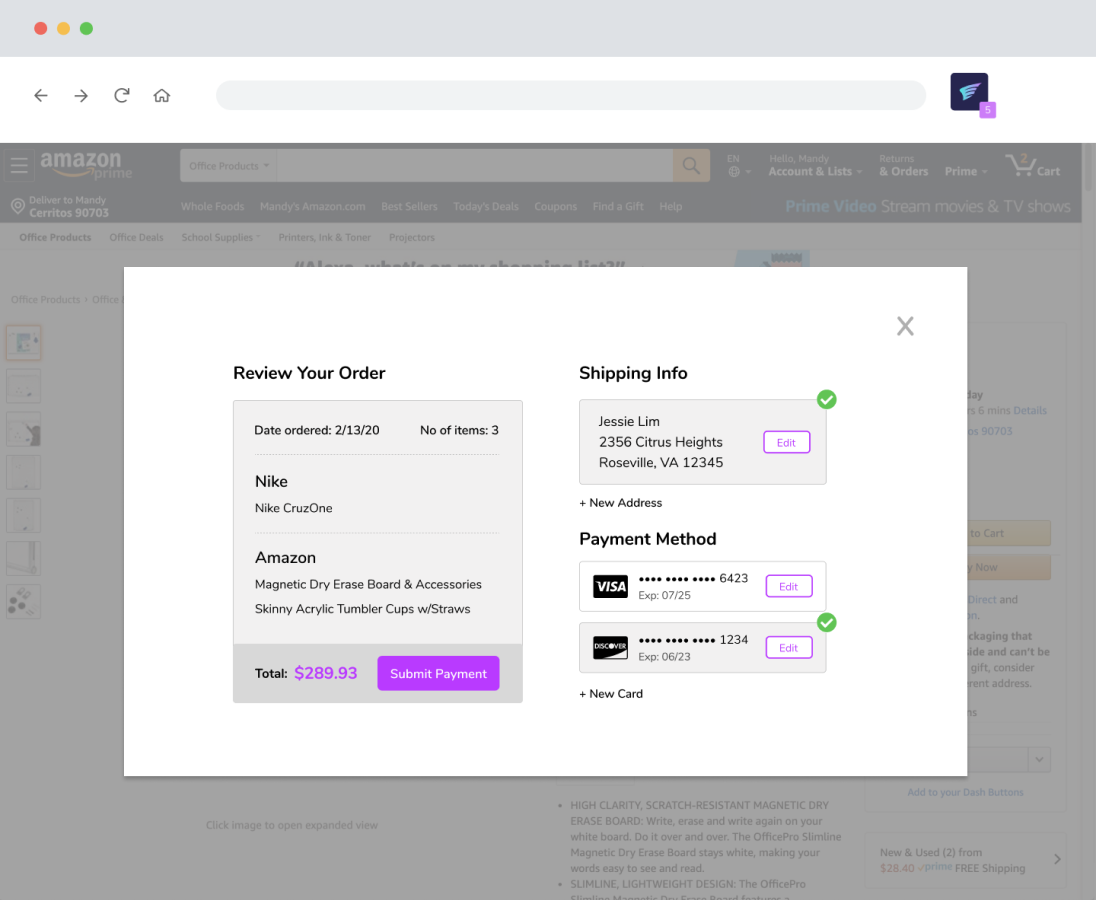 5
amazon
prime
Office Products
EN
Hello, Mandy
Account & Lists
Returns
& Orders
Prime
2
Cart
Deliver to Mandy
Cerritos 90703
Whole Foods
Mandy's Amazon.com
Best Sellers
Today's Deals
Coupons
Find a Gift
Help
Prime Video Stream movies & TV shows
Office Products
Office Deals
School Supplies
Printers, Ink & Toner
Projectors
“Alexa, what's on my shopping list?”
Office Products › Office
X
Review Your Order
Date ordered: 2/13/20
No of items: 3
Nike
Nike CruzOne
Amazon
Magnetic Dry Erase Board & Accessories
Skinny Acrylic Tumbler Cups w/Straws
Total: $289.93
Submit Payment
Shipping Info
Jessie Lim
2356 Citrus Heights
Roseville, VA 12345
Edit
+ New Address
Payment Method
VISA
•••• •••• •••• 6423
Exp: 07/25
Edit
DISCOVER
•••• •••• •••• 1234
Exp: 06/23
Edit
+ New Card
6 mins Details
90703
to Cart
Now
Direct and
ckaging that
side and can't be
gift, consider
rent address.
Add to your Dash Buttons
New & Used (2) from
$28.40 prime FREE Shipping
Click image to open expanded view
• HIGH CLARITY, SCRATCH-RESISTANT MAGNETIC DRY
ERASE BOARD: Write, erase and write again on your
white board. Do it over and over. The OfficePro Slimline
Magnetic Dry Erase Board stays white, making your
words easy to see and read.
• SLIMLINE, LIGHTWEIGHT DESIGN: The OfficePro
Slimline Magnetic Dry Erase Board features a